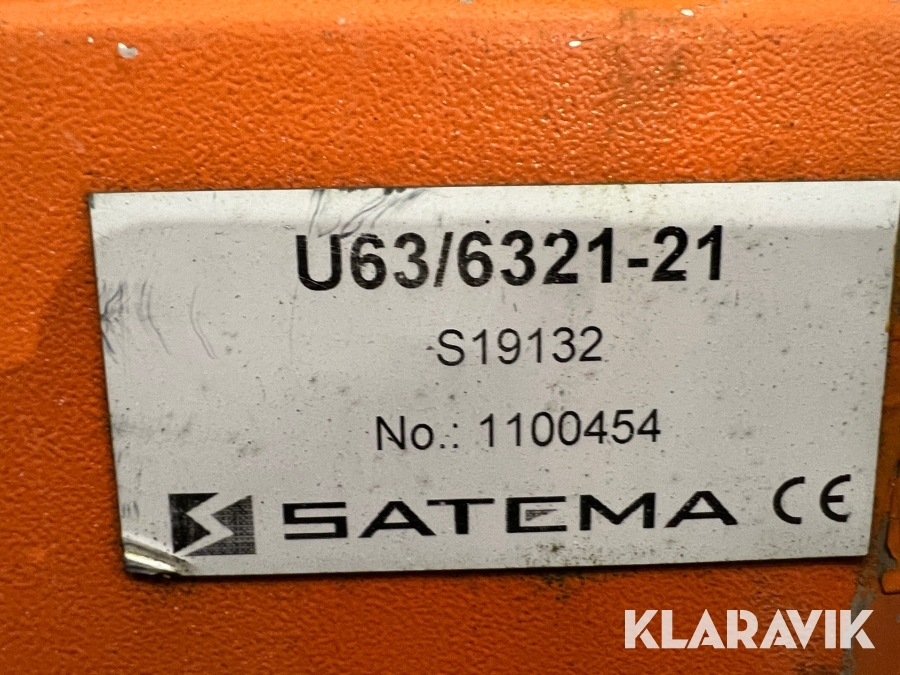 U63/6321-21
S19132
No.: 1100454
SATEMA CE
KLARAVIK